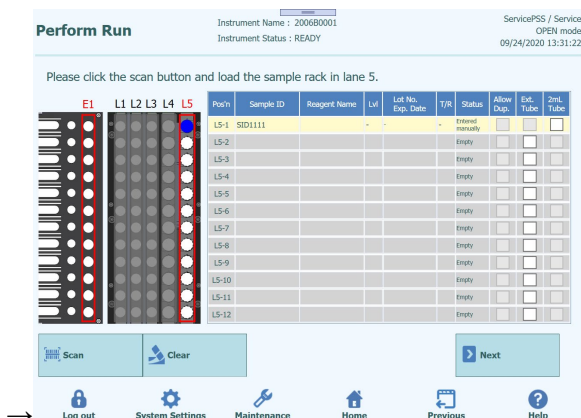 Perform Run
Instrument Name : 2006B0001
Instrument Status : READY
ServicePSS / Service
OPEN mode
09/24/2020 13:31:22
Please click the scan button and load the sample rack in lane 5.
E1 L1 L2 L3 L4 L5
Pos'n Sample ID Reagent Name Lvl Lot No. Exp. Date T/R Status Allow Dup. Ext. Tube 2mL Tube
L5-1 SID1111 - - - Entered manually
L5-2 Empty
L5-3 Empty
L5-4 Empty
L5-5 Empty
L5-6 Empty
L5-7 Empty
L5-8 Empty
L5-9 Empty
L5-10 Empty
L5-11 Empty
L5-12 Empty
Scan Clear Next
Log out System Settings Maintenance Home Previous Help